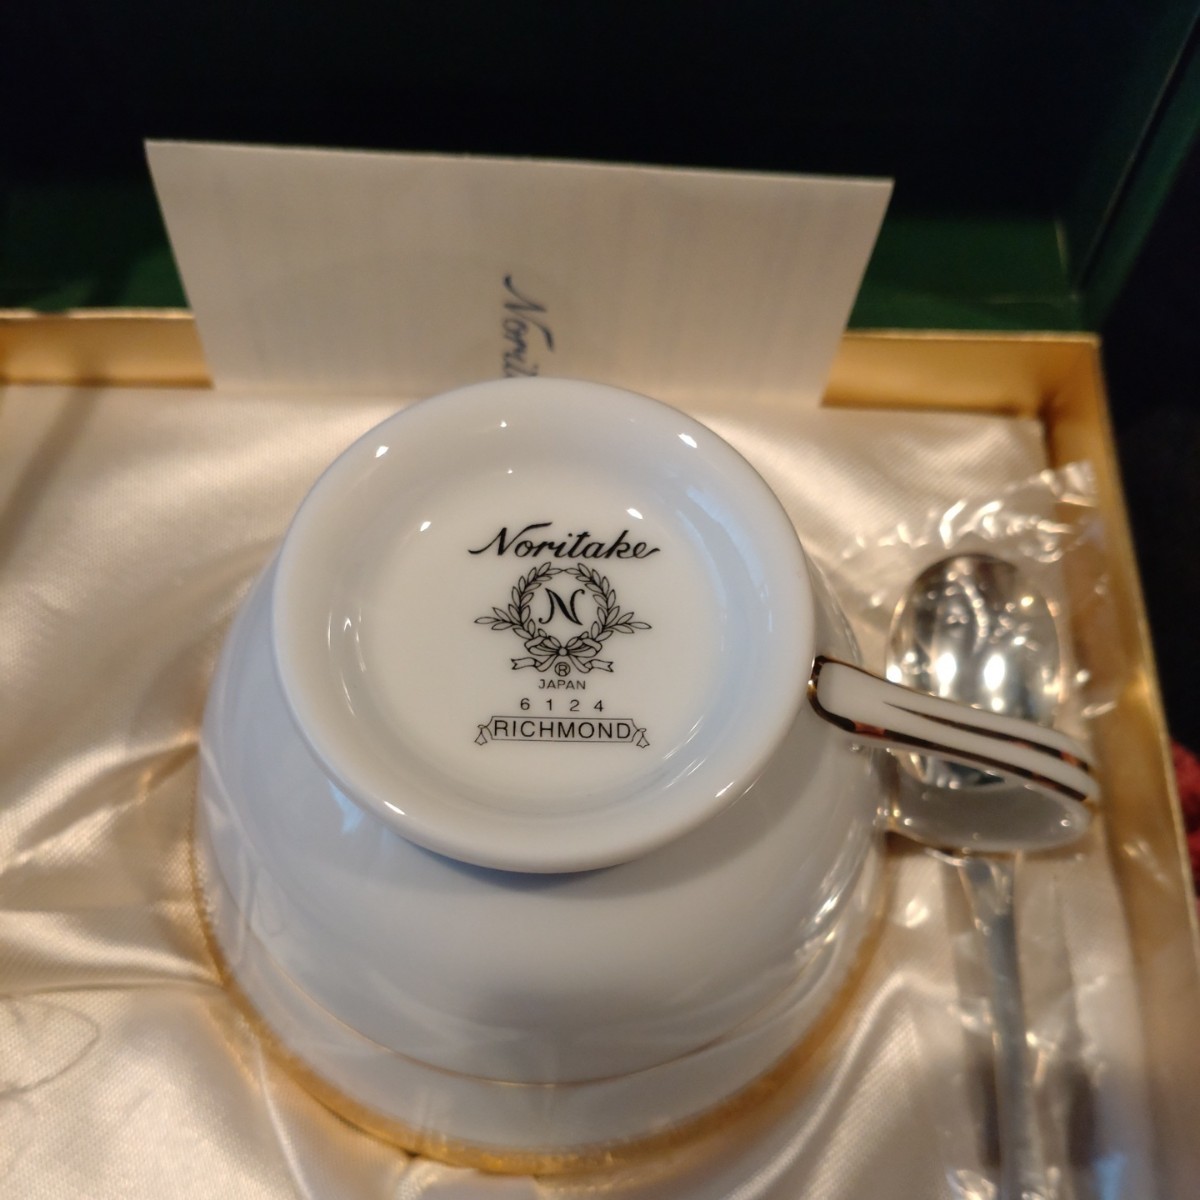 Noritake
N
®
JAPAN
6124
RICHMOND